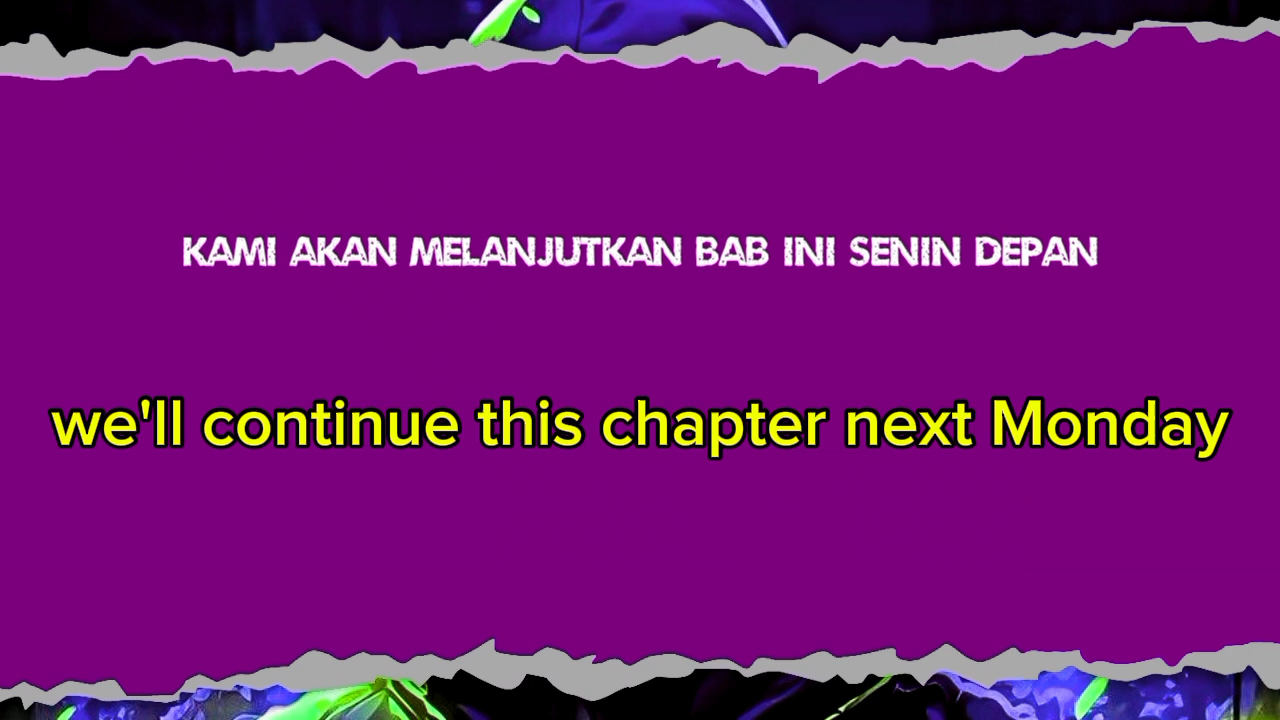 KAMI AKAN MELANJUTKAN BAB INI SENIN DEPAN
we'll continue this chapter next Monday